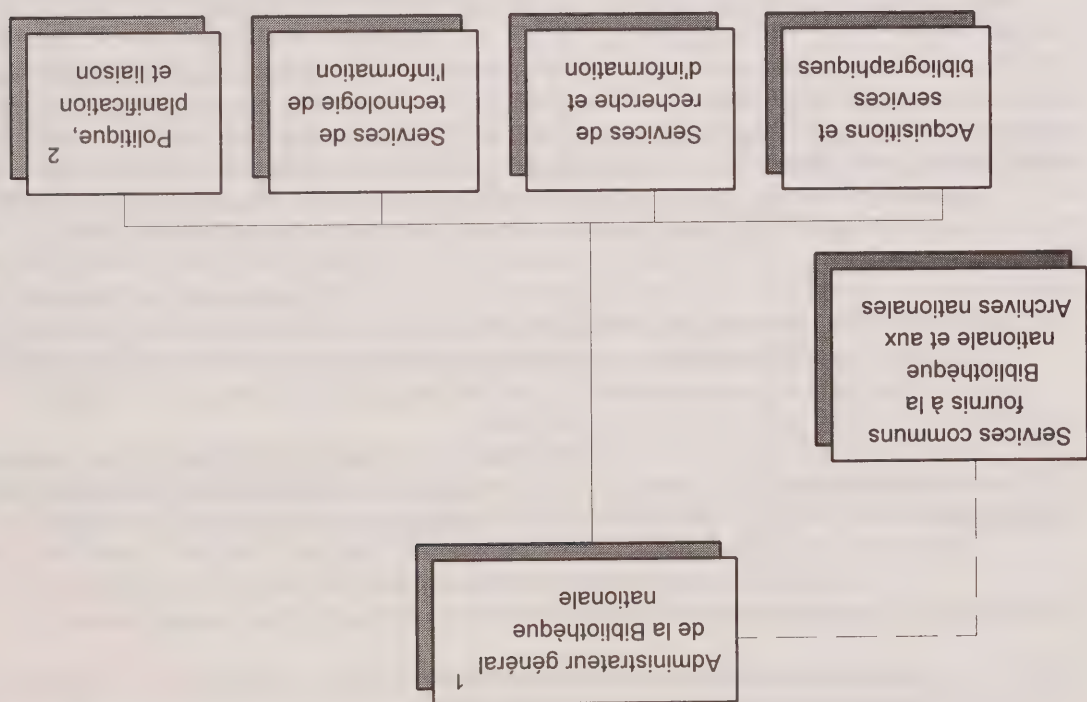 Administrateur général 1
de la Bibliothèque
nationale
Services communs
fournis à la
Bibliothèque
nationale et aux
Archives nationales
Acquisitions et
services
bibliographiques
Services de
recherche et
d'information
Services de
technologie de
l'information
Politique, 2
planification
et liaison